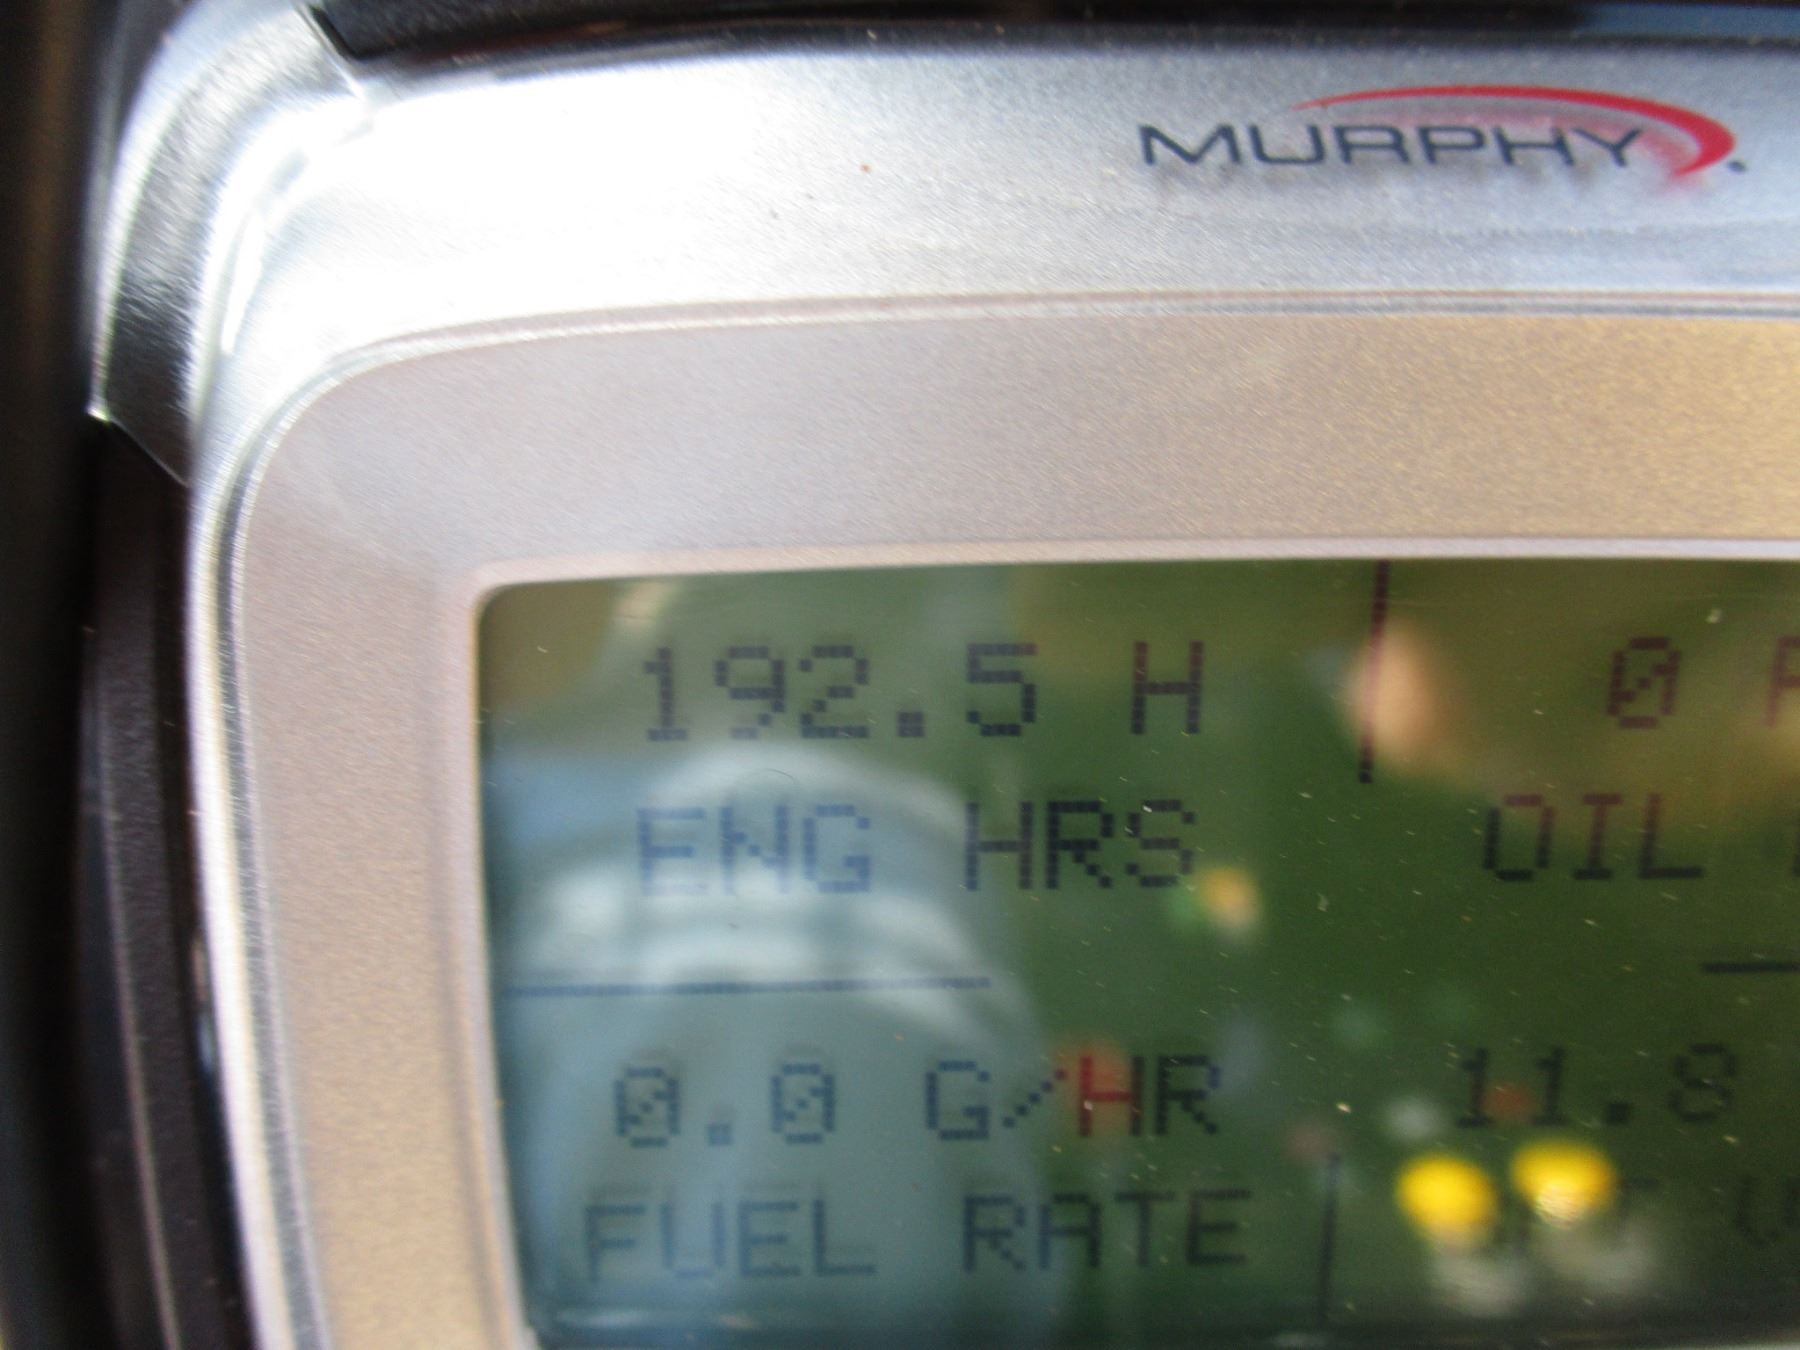 MURPHY
192.5 H
0
ENG HRS
OIL
0.0 G/HR
11.8
FUEL RATE